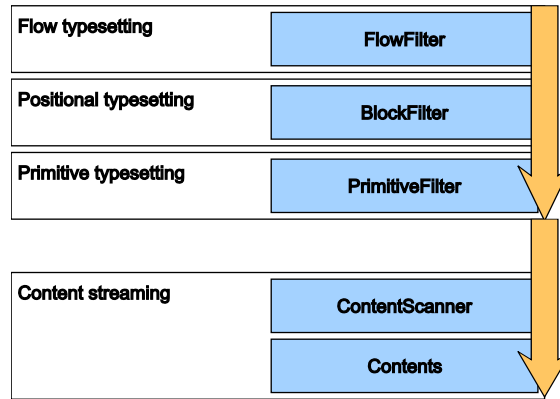 Flow typesetting
FlowFilter
Positional typesetting
BlockFilter
Primitive typesetting
PrimitiveFilter
Content streaming
ContentScanner
Contents